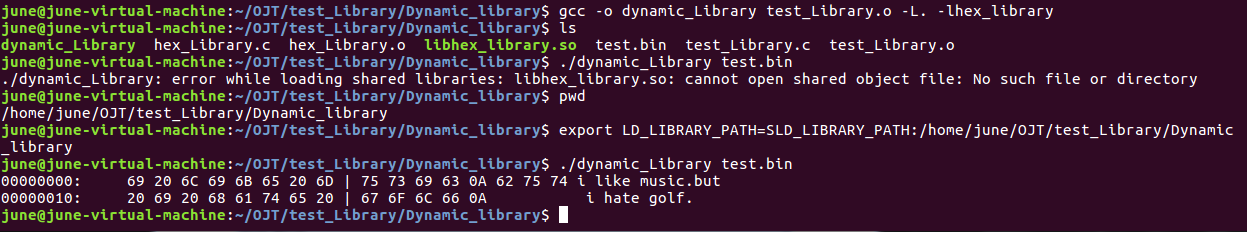 june@june-virtual-machine:~/OJT/test_Library/Dynamic_library$ gcc -o dynamic_Library test_Library.o -L. -lhex_library
june@june-virtual-machine:~/OJT/test_Library/Dynamic_library$ ls
dynamic_Library  hex_Library.c  hex_Library.o  libhex_library.so  test.bin  test_Library.c  test_Library.o
june@june-virtual-machine:~/OJT/test_Library/Dynamic_library$ ./dynamic_Library test.bin
./dynamic_Library: error while loading shared libraries: libhex_library.so: cannot open shared object file: No such file or directory
june@june-virtual-machine:~/OJT/test_Library/Dynamic_library$ pwd
/home/june/OJT/test_Library/Dynamic_library
june@june-virtual-machine:~/OJT/test_Library/Dynamic_library$ export LD_LIBRARY_PATH=SLD_LIBRARY_PATH:/home/june/OJT/test_Library/Dynamic
_library
june@june-virtual-machine:~/OJT/test_Library/Dynamic_library$ ./dynamic_Library test.bin
00000000:      69 20 6C 69 6B 65 20 6D | 75 73 69 63 0A 62 75 74 i like music.but
00000010:      20 69 20 68 61 74 65 20 | 67 6F 6C 66 0A             i hate golf.
june@june-virtual-machine:~/OJT/test_Library/Dynamic_library$